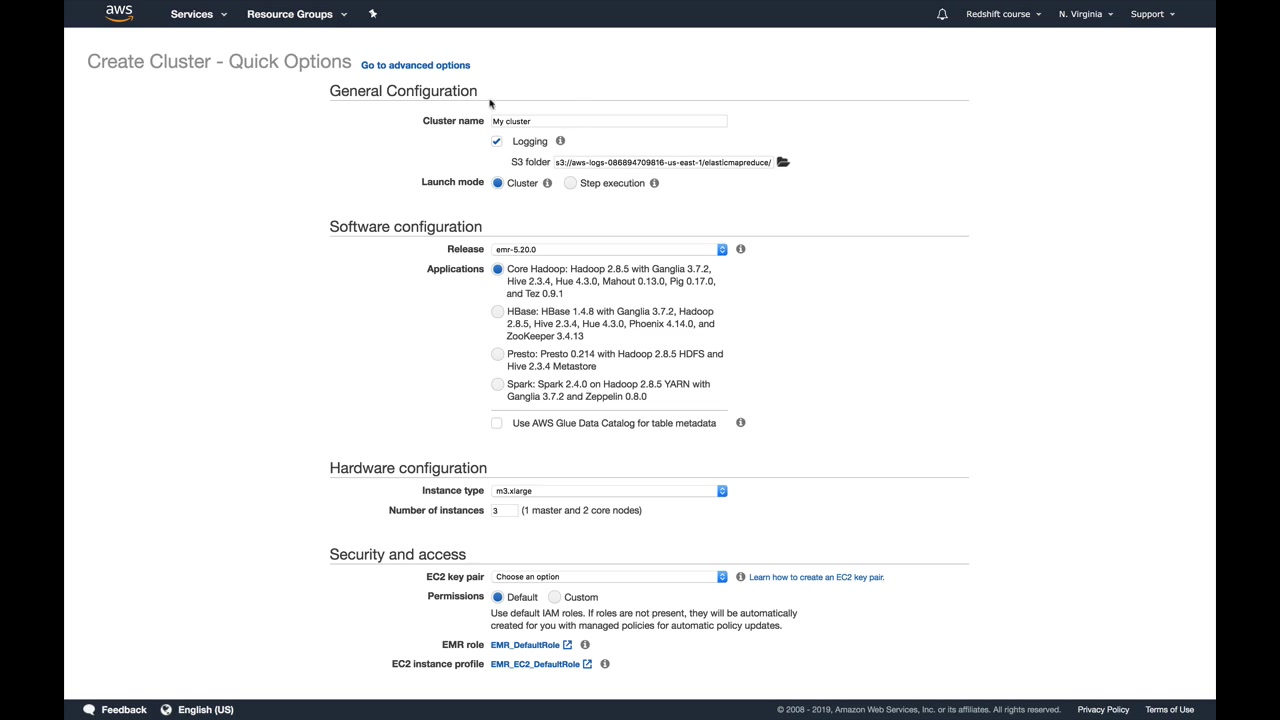 aws
Services
Resource Groups
Redshift course
N. Virginia
Support
Create Cluster - Quick Options
Go to advanced options
General Configuration
Cluster name
My cluster
Logging
S3 folder
s3://aws-logs-086894709816-us-east-1/elasticmapreduce/
Launch mode
Cluster
Step execution
Software configuration
Release
emr-5.20.0
Applications
Core Hadoop: Hadoop 2.8.5 with Ganglia 3.7.2,
Hive 2.3.4, Hue 4.3.0, Mahout 0.13.0, Pig 0.17.0,
and Tez 0.9.1
HBase: HBase 1.4.8 with Ganglia 3.7.2, Hadoop
2.8.5, Hive 2.3.4, Hue 4.3.0, Phoenix 4.14.0, and
ZooKeeper 3.4.13
Presto: Presto 0.214 with Hadoop 2.8.5 HDFS and
Hive 2.3.4 Metastore
Spark: Spark 2.4.0 on Hadoop 2.8.5 YARN with
Ganglia 3.7.2 and Zeppelin 0.8.0
Use AWS Glue Data Catalog for table metadata
Hardware configuration
Instance type
m3.xlarge
Number of instances
3
(1 master and 2 core nodes)
Security and access
EC2 key pair
Choose an option
Learn how to create an EC2 key pair.
Permissions
Default
Custom
Use default IAM roles. If roles are not present, they will be automatically
created for you with managed policies for automatic policy updates.
EMR role
EMR_DefaultRole
EC2 instance profile
EMR_EC2_DefaultRole
Feedback
English (US)
© 2008 - 2019, Amazon Web Services, Inc. or its affiliates. All rights reserved.
Privacy Policy
Terms of Use